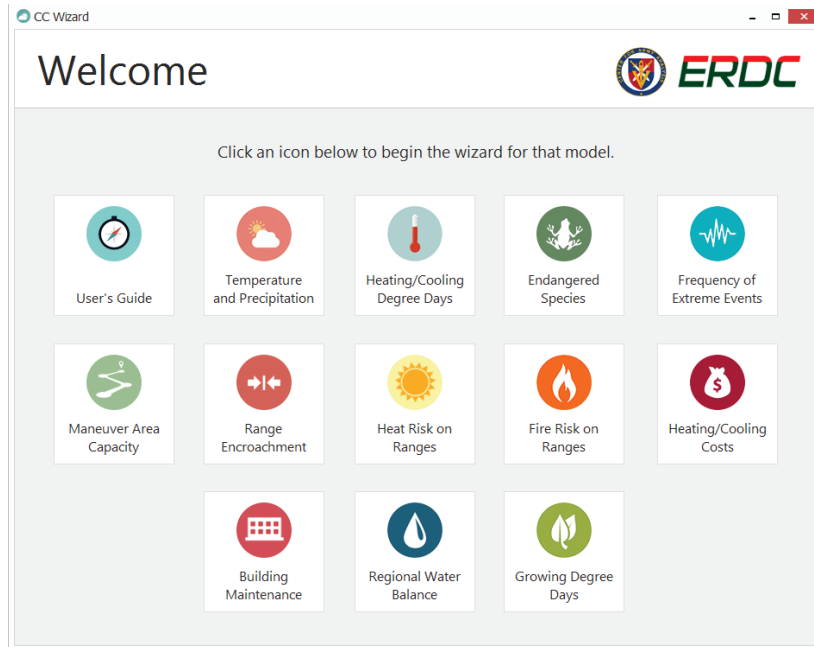 CC Wizard
Welcome
ERDC
Click an icon below to begin the wizard for that model.
User's Guide
Temperature
and Precipitation
Heating/Cooling
Degree Days
Endangered
Species
Frequency of
Extreme Events
Maneuver Area
Capacity
Range
Encroachment
Heat Risk on
Ranges
Fire Risk on
Ranges
$
Heating/Cooling
Costs
Building
Maintenance
Regional Water
Balance
Growing Degree
Days